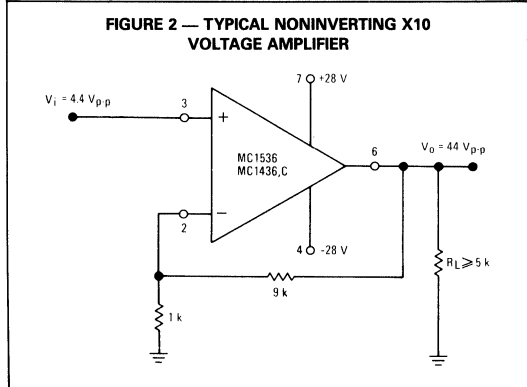 FIGURE 2 — TYPICAL NONINVERTING X10
VOLTAGE AMPLIFIER
7 +28 V
Vi = 4.4 Vp-p
3
+
MC1536
MC1436,C
6
Vo = 44 Vp-p
−
2
4 -28 V
RL ⩾ 5 k
9 k
1 k